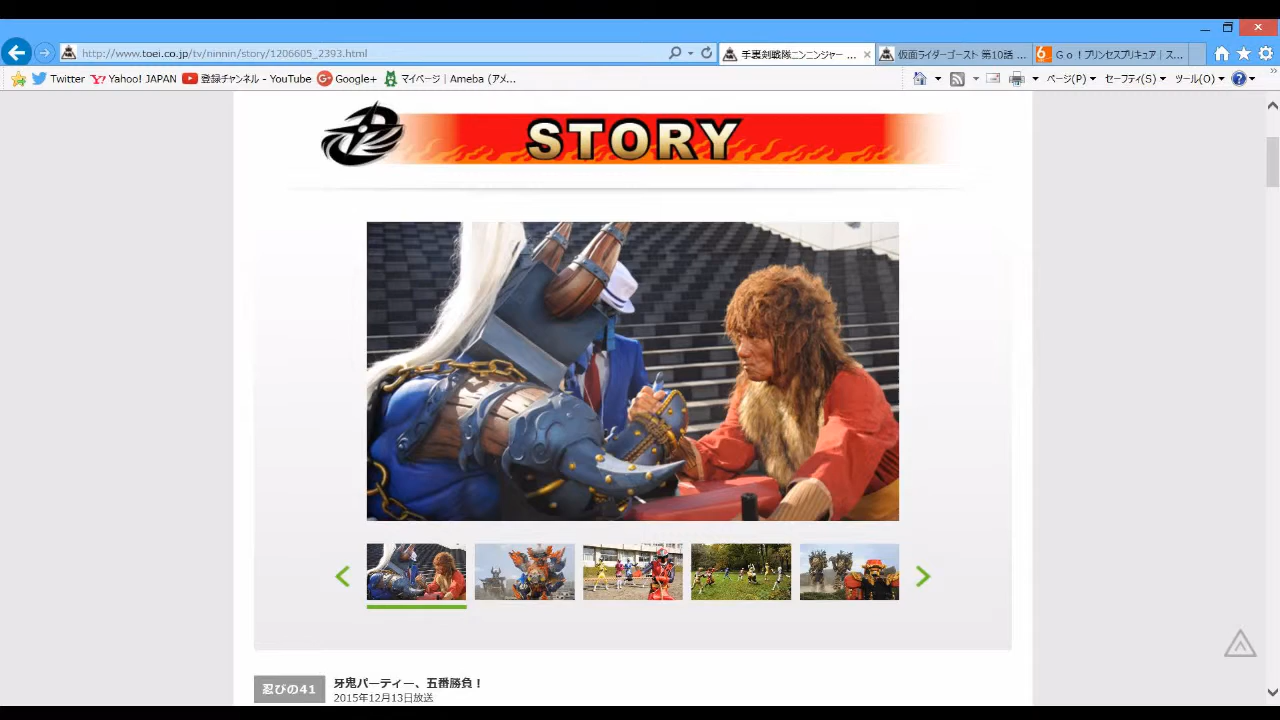 http://www.toei.co.jp/tv/ninnin/story/1206605_2393.html
手裏剣戦隊ニンニンジャー ...
仮面ライダーゴースト 第10話 ...
Ｇｏ！プリンセスプリキュア｜ス...
Twitter
Yahoo! JAPAN
登録チャンネル - YouTube
Google+
マイページ｜Ameba (アメ...
ページ(P)
セーフティ(S)
ツール(O)
STORY
忍びの41
牙鬼パーティー、五番勝負！
2015年12月13日放送